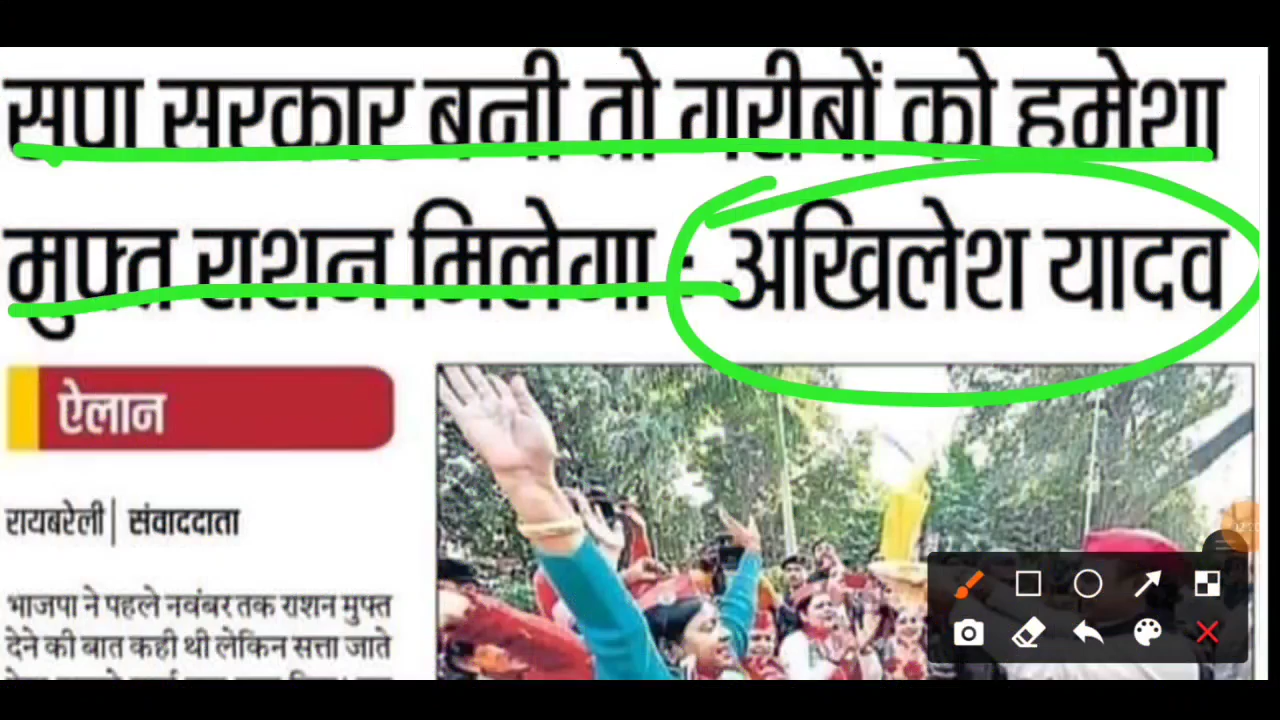 सपा सरकार बनी तो गरीबों को हमेशा
मुफ्त राशन मिलेगा : अखिलेश यादव
ऐलान
रायबरेली | संवाददाता
भाजपा ने पहले नवंबर तक राशन मुफ्त
देने की बात कही थी लेकिन सत्ता जाते